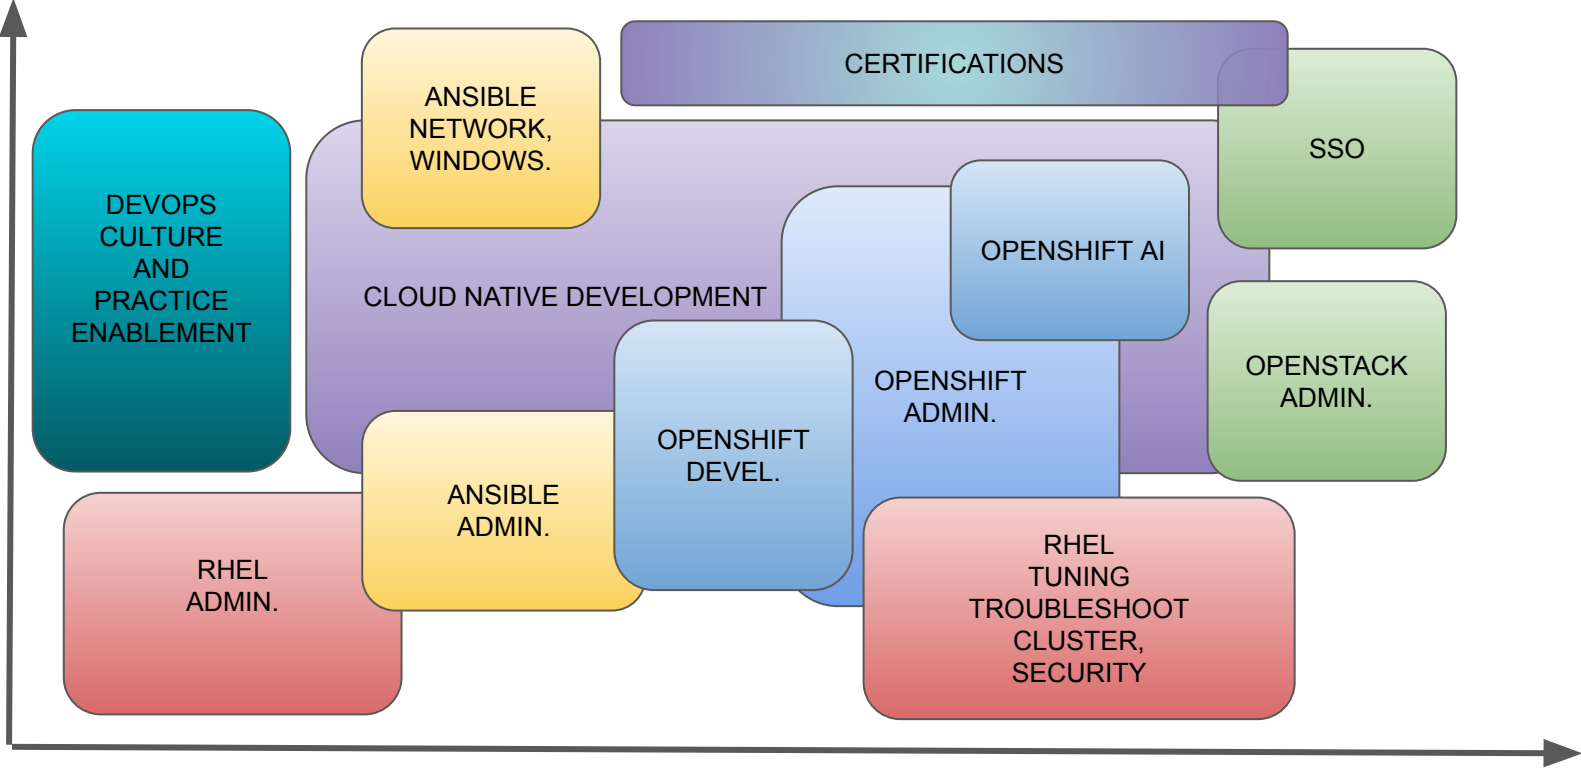 CERTIFICATIONS
ANSIBLE
NETWORK,
WINDOWS.
SSO
DEVOPS
CULTURE
AND
PRACTICE
ENABLEMENT
CLOUD NATIVE DEVELOPMENT
OPENSHIFT AI
OPENSHIFT
ADMIN.
OPENSTACK
ADMIN.
OPENSHIFT
DEVEL.
ANSIBLE
ADMIN.
RHEL
ADMIN.
RHEL
TUNING
TROUBLESHOOT
CLUSTER,
SECURITY